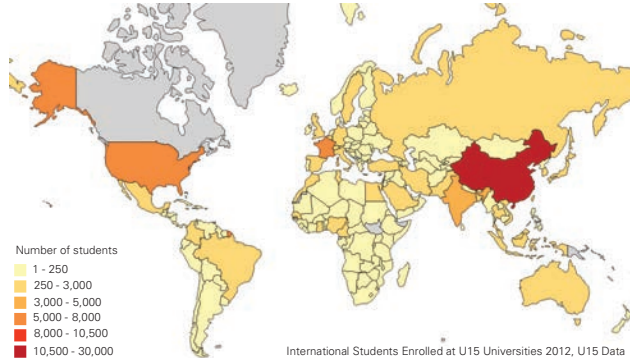 Number of students
1 - 250
250 - 3,000
3,000 - 5,000
5,000 - 8,000
8,000 - 10,500
10,500 - 30,000
International Students Enrolled at U15 Universities 2012, U15 Data